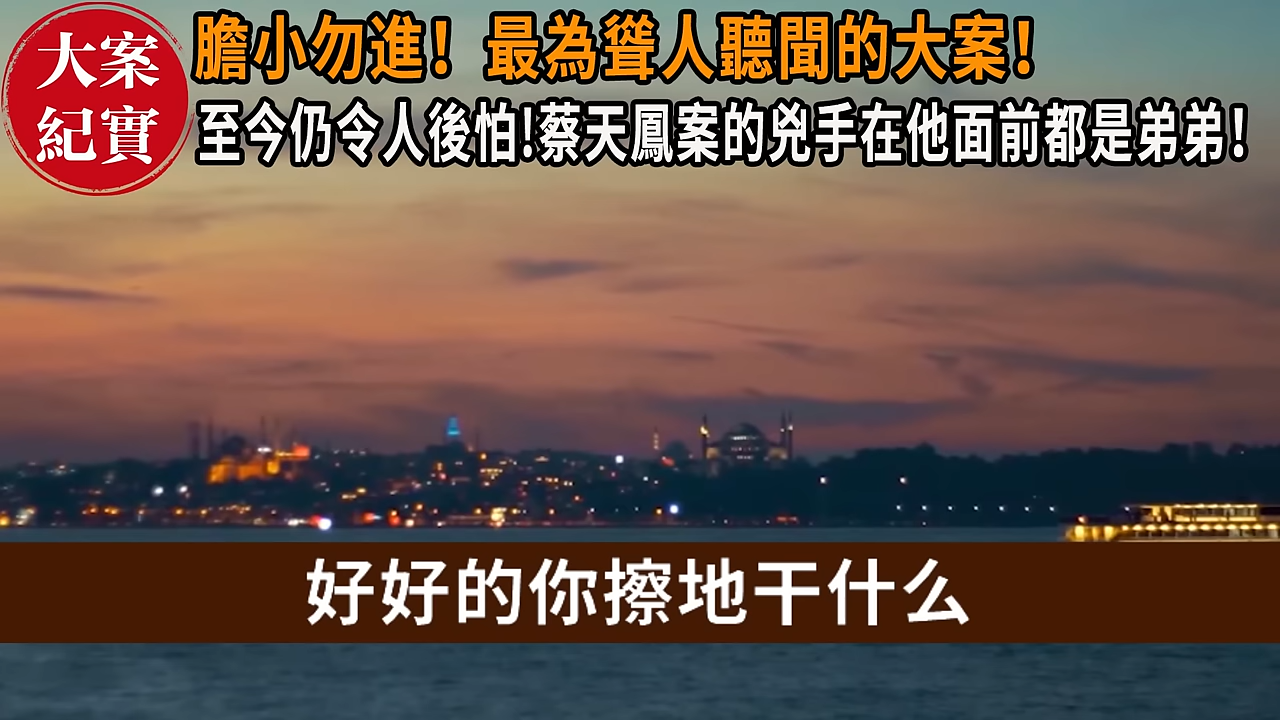 大案
紀實
膽小勿進！最為聳人聽聞的大案！
至今仍令人後怕！蔡天鳳案的兇手在他面前都是弟弟！
好好的你擦地干什么